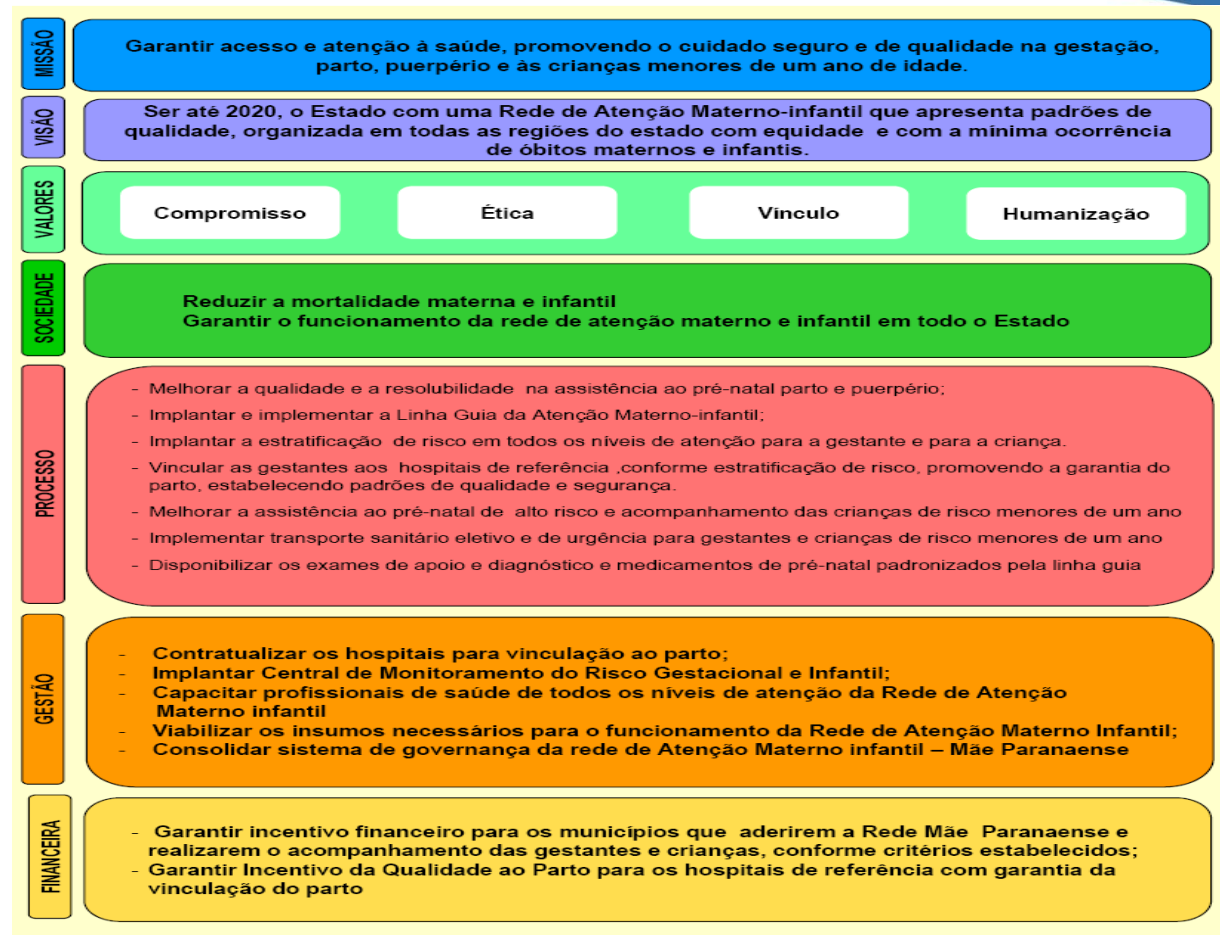 MISSÃO
Garantir acesso e atenção à saúde, promovendo o cuidado seguro e de qualidade na gestação,
parto, puerpério e às crianças menores de um ano de idade.
VISÃO
Ser até 2020, o Estado com uma Rede de Atenção Materno-infantil que apresenta padrões de
qualidade, organizada em todas as regiões do estado com equidade e com a mínima ocorrência
de óbitos maternos e infantis.
VALORES
Compromisso
Ética
Vínculo
Humanização
SOCIEDADE
Reduzir a mortalidade materna e infantil
Garantir o funcionamento da rede de atenção materno e infantil em todo o Estado
PROCESSO
- Melhorar a qualidade e a resolubilidade na assistência ao pré-natal parto e puerpério;
- Implantar e implementar a Linha Guia da Atenção Materno-infantil;
- Implantar a estratificação de risco em todos os níveis de atenção para a gestante e para a criança.
- Vincular as gestantes aos hospitais de referência ,conforme estratificação de risco, promovendo a garantia do
parto, estabelecendo padrões de qualidade e segurança.
- Melhorar a assistência ao pré-natal de alto risco e acompanhamento das crianças de risco menores de um ano
- Implementar transporte sanitário eletivo e de urgência para gestantes e crianças de risco menores de um ano
- Disponibilizar os exames de apoio e diagnóstico e medicamentos de pré-natal padronizados pela linha guia
GESTÃO
- Contratualizar os hospitais para vinculação ao parto;
- Implantar Central de Monitoramento do Risco Gestacional e Infantil;
- Capacitar profissionais de saúde de todos os níveis de atenção da Rede de Atenção
Materno infantil
- Viabilizar os insumos necessários para o funcionamento da Rede de Atenção Materno Infantil;
- Consolidar sistema de governança da rede de Atenção Materno infantil – Mãe Paranaense
FINANCEIRA
- Garantir incentivo financeiro para os municípios que aderirem a Rede Mãe Paranaense e
realizarem o acompanhamento das gestantes e crianças, conforme critérios estabelecidos;
- Garantir Incentivo da Qualidade ao Parto para os hospitais de referência com garantia da
vinculação do parto